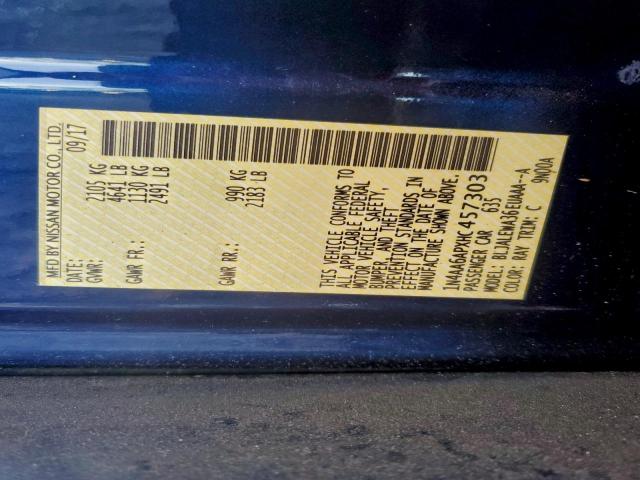 MFD BY NISSAN MOTOR CO.,LTD.
DATE: 09/17
GVWR: 2105 KG
4641 LB
GAWR FR.: 1130 KG
2491 LB
GAWR RR.: 990 KG
2183 LB
THIS VEHICLE CONFORMS TO
ALL APPLICABLE FEDERAL
MOTOR VEHICLE SAFETY,
BUMPER, AND THEFT
PREVENTION STANDARDS IN
EFFECT ON THE DATE OF
MANUFACTURE SHOWN ABOVE.
1N4AA6APXHC457303
PASSENGER CAR 635
MODEL: BLJALEWA36EUAAA--A
COLOR: RAY TRIM: C 9M00A